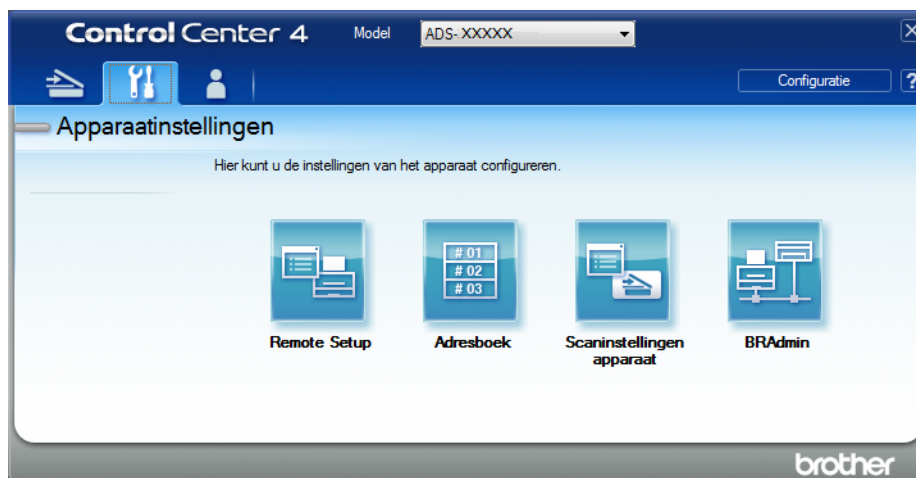 Control Center 4 Model ADS-XXXXX
Configuratie ?
Apparaatinstellingen
Hier kunt u de instellingen van het apparaat configureren.
# 01
# 02
# 03
Remote Setup
Adresboek
Scaninstellingen
apparaat
BRAdmin
brother